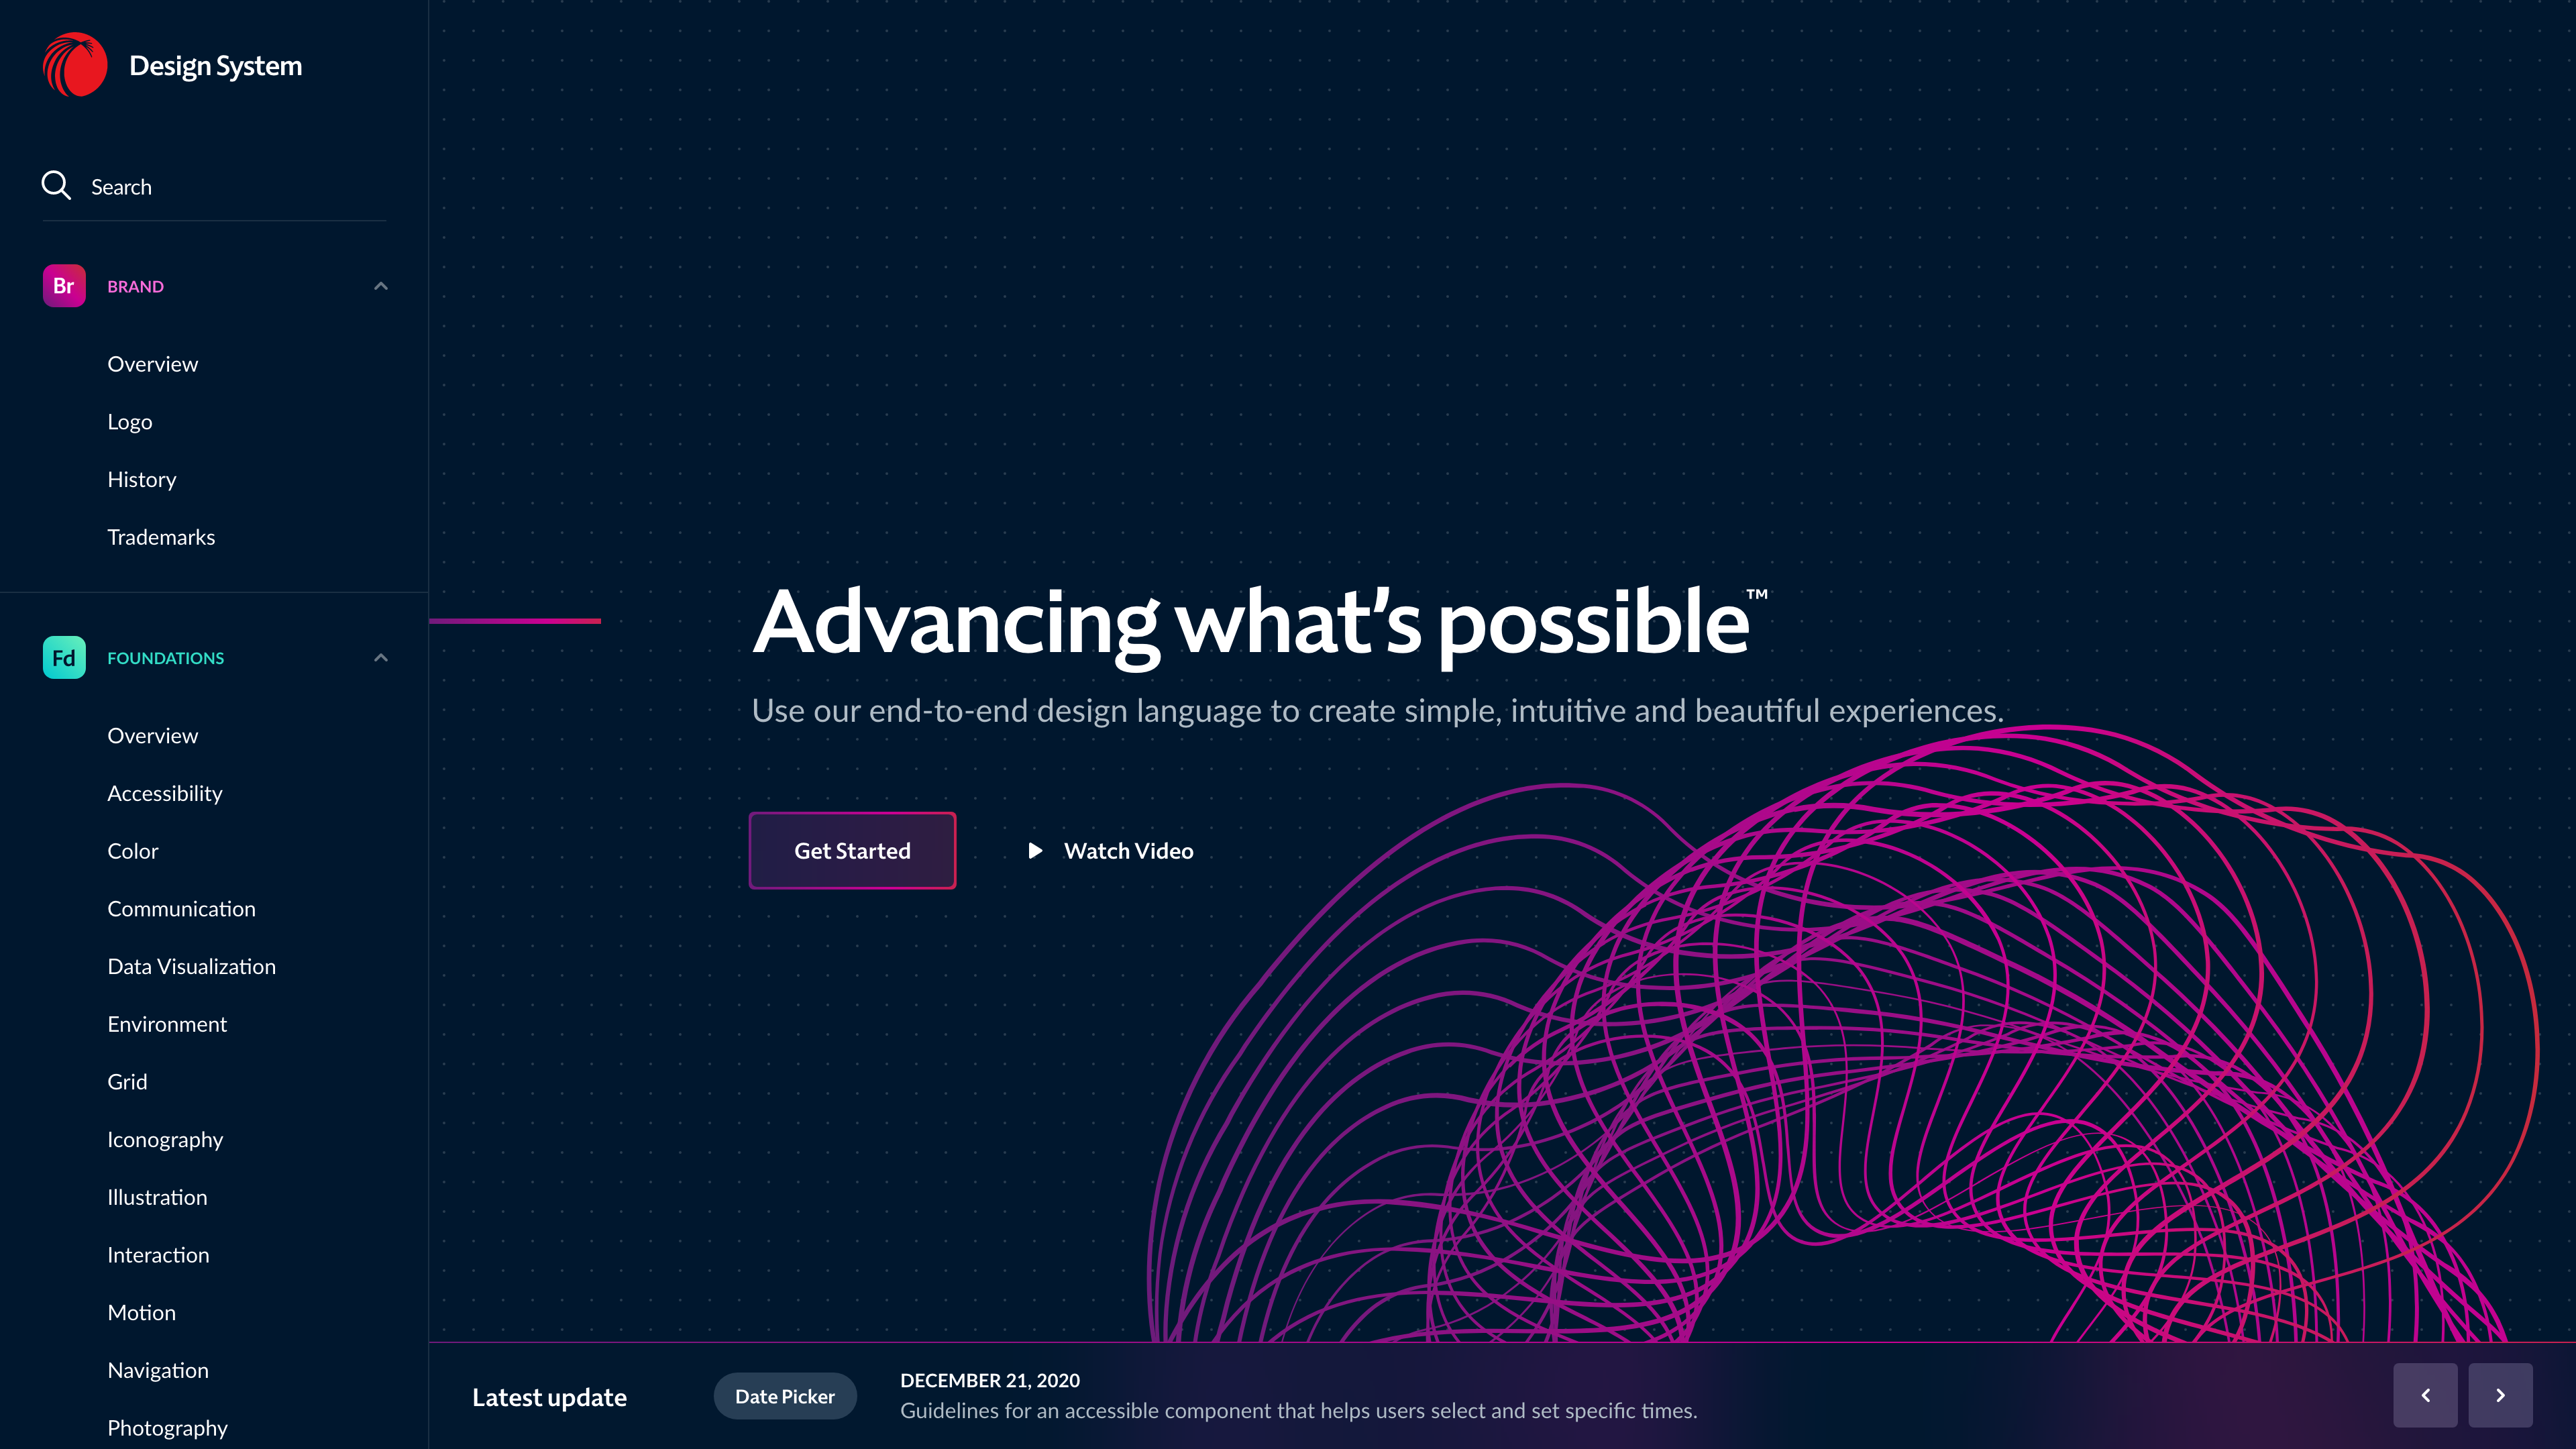 Design System
Search
Br BRAND
Overview
Logo
History
Trademarks
Fd FOUNDATIONS
Overview
Accessibility
Color
Communication
Data Visualization
Environment
Grid
Iconography
Illustration
Interaction
Motion
Navigation
Photography
Advancing what’s possible™
Use our end-to-end design language to create simple, intuitive and beautiful experiences.
Get Started
Watch Video
Latest update
Date Picker
DECEMBER 21, 2020
Guidelines for an accessible component that helps users select and set specific times.